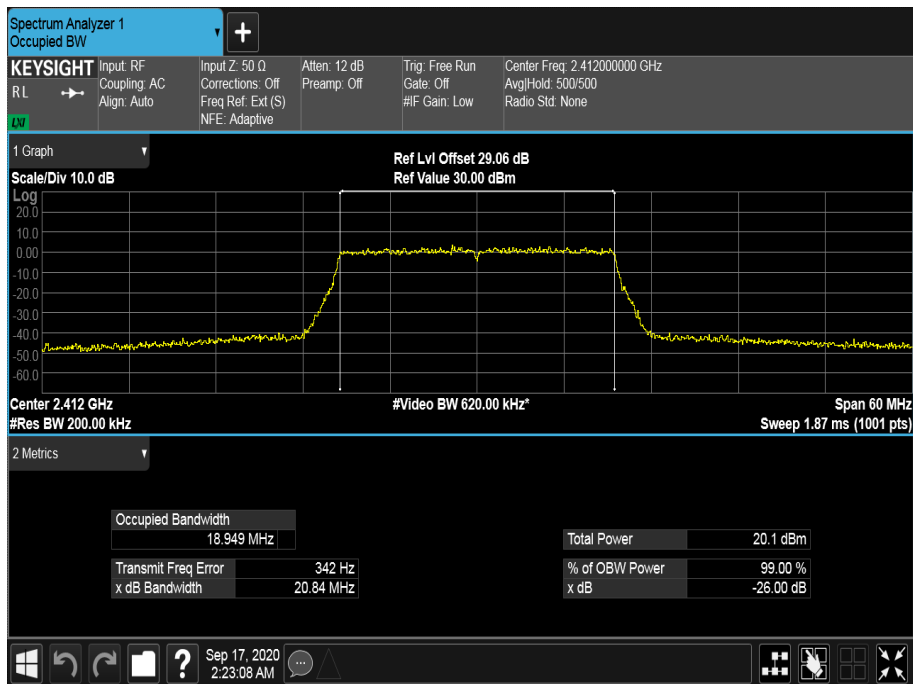 Spectrum Analyzer 1
Occupied BW
+
KEYSIGHT Input: RF Input Z: 50 Ω Atten: 12 dB Trig: Free Run Center Freq: 2.412000000 GHz
RL Coupling: AC Corrections: Off Preamp: Off Gate: Off Avg|Hold: 500/500
Align: Auto Freq Ref: Ext (S) #IF Gain: Low Radio Std: None
LXI NFE: Adaptive
1 Graph
Ref Lvl Offset 29.06 dB
Scale/Div 10.0 dB Ref Value 30.00 dBm
Log
20.0
10.0
0.00
-10.0
-20.0
-30.0
-40.0
-50.0
-60.0
Center 2.412 GHz #Video BW 620.00 kHz* Span 60 MHz
#Res BW 200.00 kHz Sweep 1.87 ms (1001 pts)
2 Metrics
Occupied Bandwidth
18.949 MHz Total Power 20.1 dBm
Transmit Freq Error 342 Hz % of OBW Power 99.00 %
x dB Bandwidth 20.84 MHz x dB -26.00 dB
? Sep 17, 2020
2:23:08 AM